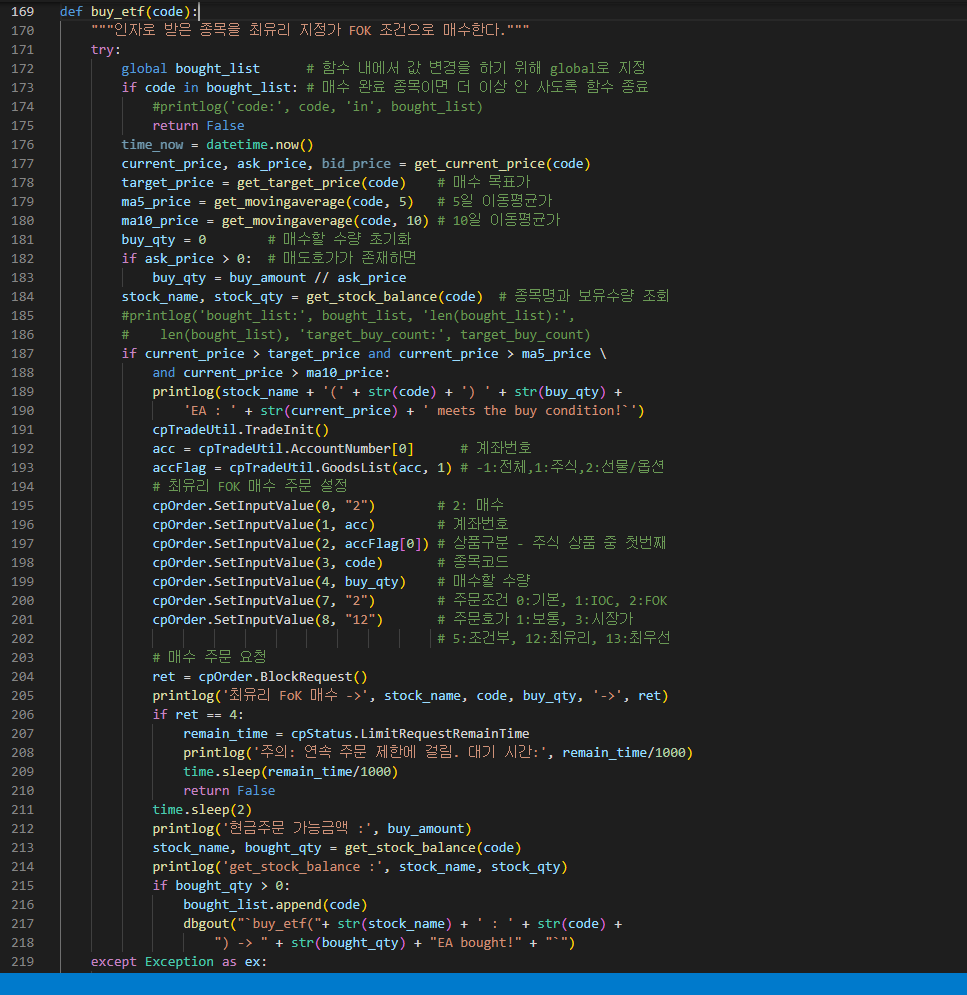 169 def buy_etf(code):
170     """인자로 받은 종목을 최유리 지정가 FOK 조건으로 매수한다."""
171     try:
172         global bought_list      # 함수 내에서 값 변경을 하기 위해 global로 지정
173         if code in bought_list: # 매수 완료 종목이면 더 이상 안 사도록 함수 종료
174             #printlog('code:', code, 'in', bought_list)
175             return False
176         time_now = datetime.now()
177         current_price, ask_price, bid_price = get_current_price(code)
178         target_price = get_target_price(code)    # 매수 목표가
179         ma5_price = get_movingaverage(code, 5)   # 5일 이동평균가
180         ma10_price = get_movingaverage(code, 10) # 10일 이동평균가
181         buy_qty = 0        # 매수할 수량 초기화
182         if ask_price > 0:  # 매도호가가 존재하면
183             buy_qty = buy_amount // ask_price
184         stock_name, stock_qty = get_stock_balance(code)  # 종목명과 보유수량 조회
185         #printlog('bought_list:', bought_list, 'len(bought_list):',
186         #    len(bought_list), 'target_buy_count:', target_buy_count)
187         if current_price > target_price and current_price > ma5_price \
188             and current_price > ma10_price:
189             printlog(stock_name + '(' + str(code) + ') ' + str(buy_qty) +
190                 'EA : ' + str(current_price) + ' meets the buy condition!`')
191             cpTradeUtil.TradeInit()
192             acc = cpTradeUtil.AccountNumber[0]      # 계좌번호
193             accFlag = cpTradeUtil.GoodsList(acc, 1) # -1:전체,1:주식,2:선물/옵션
194             # 최유리 FOK 매수 주문 설정
195             cpOrder.SetInputValue(0, "2")        # 2: 매수
196             cpOrder.SetInputValue(1, acc)        # 계좌번호
197             cpOrder.SetInputValue(2, accFlag[0]) # 상품구분 - 주식 상품 중 첫번째
198             cpOrder.SetInputValue(3, code)       # 종목코드
199             cpOrder.SetInputValue(4, buy_qty)    # 매수할 수량
200             cpOrder.SetInputValue(7, "2")        # 주문조건 0:기본, 1:IOC, 2:FOK
201             cpOrder.SetInputValue(8, "12")       # 주문호가 1:보통, 3:시장가
202                                                  # 5:조건부, 12:최유리, 13:최우선
203             # 매수 주문 요청
204             ret = cpOrder.BlockRequest()
205             printlog('최유리 FoK 매수 ->', stock_name, code, buy_qty, '->', ret)
206             if ret == 4:
207                 remain_time = cpStatus.LimitRequestRemainTime
208                 printlog('주의: 연속 주문 제한에 걸림. 대기 시간:', remain_time/1000)
209                 time.sleep(remain_time/1000)
210                 return False
211             time.sleep(2)
212             printlog('현금주문 가능금액 :', buy_amount)
213             stock_name, bought_qty = get_stock_balance(code)
214             printlog('get_stock_balance :', stock_name, stock_qty)
215             if bought_qty > 0:
216                 bought_list.append(code)
217                 dbgout("`buy_etf("+ str(stock_name) + ' : ' + str(code) +
218                     ") -> " + str(bought_qty) + "EA bought!" + "`")
219     except Exception as ex: